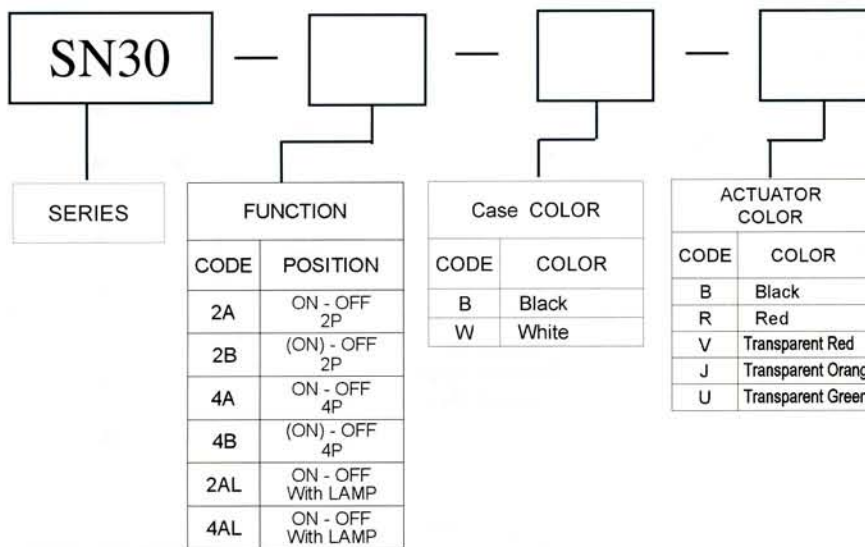 SN30 — — —
SERIES
FUNCTION
CODE POSITION
2A ON - OFF
2P
2B (ON) - OFF
2P
4A ON - OFF
4P
4B (ON) - OFF
4P
2AL ON - OFF
With LAMP
4AL ON - OFF
With LAMP
Case COLOR
CODE COLOR
B Black
W White
ACTUATOR
COLOR
CODE COLOR
B Black
R Red
V Transparent Red
J Transparent Orang
U Transparent Green